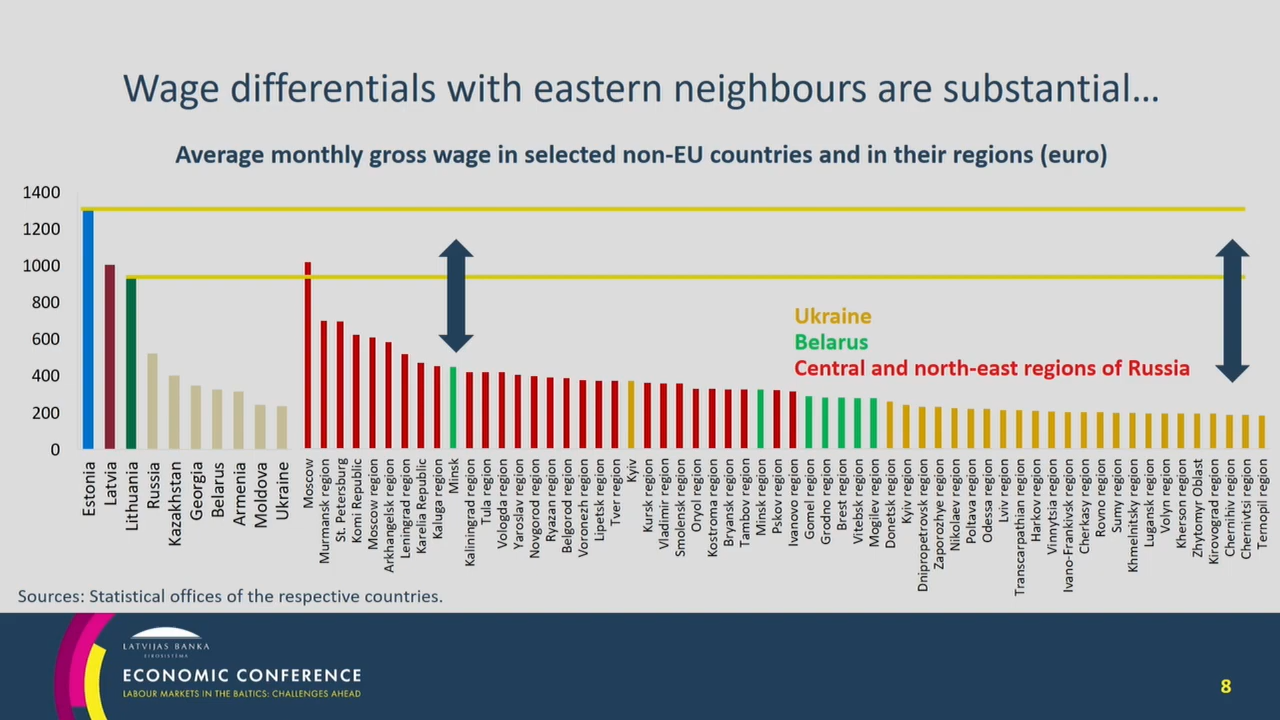 Wage differentials with eastern neighbours are substantial...
Average monthly gross wage in selected non-EU countries and in their regions (euro)
1400
1200
1000
800
600
400
200
0
Ukraine
Belarus
Central and north-east regions of Russia
Estonia
Latvia
Lithuania
Russia
Kazakhstan
Georgia
Belarus
Armenia
Moldova
Ukraine
Moscow
Murmansk region
St. Petersburg
Komi Republic
Moscow region
Arkhangelsk region
Leningrad region
Karelia Republic
Kaluga region
Minsk
Kaliningrad region
Tula region
Vologda region
Yaroslav region
Novgorod region
Ryazan region
Belgorod region
Voronezh region
Lipetsk region
Tver region
Kyiv
Kursk region
Vladimir region
Smolensk region
Oryol region
Kostroma region
Bryansk region
Tambov region
Minsk region
Pskov region
Ivanovo region
Gomel region
Grodno region
Brest region
Vitebsk region
Mogilev region
Donetsk region
Kyiv region
Dnipropetrovsk region
Zaporozhye region
Nikolaev region
Poltava region
Odessa region
Lviv region
Transcarpathian region
Harkov region
Vinnytsia region
Ivano-Frankivsk region
Cherkasy region
Rovno region
Sumy region
Khmelnitsky region
Lugansk region
Volyn region
Kherson region
Zhytomyr Oblast
Kirovograd region
Chernihiv region
Chernivtsi region
Ternopil region
Sources: Statistical offices of the respective countries.
LATVIJAS BANKA
EIROSISTĒMA
ECONOMIC CONFERENCE
LABOUR MARKETS IN THE BALTICS: CHALLENGES AHEAD
8